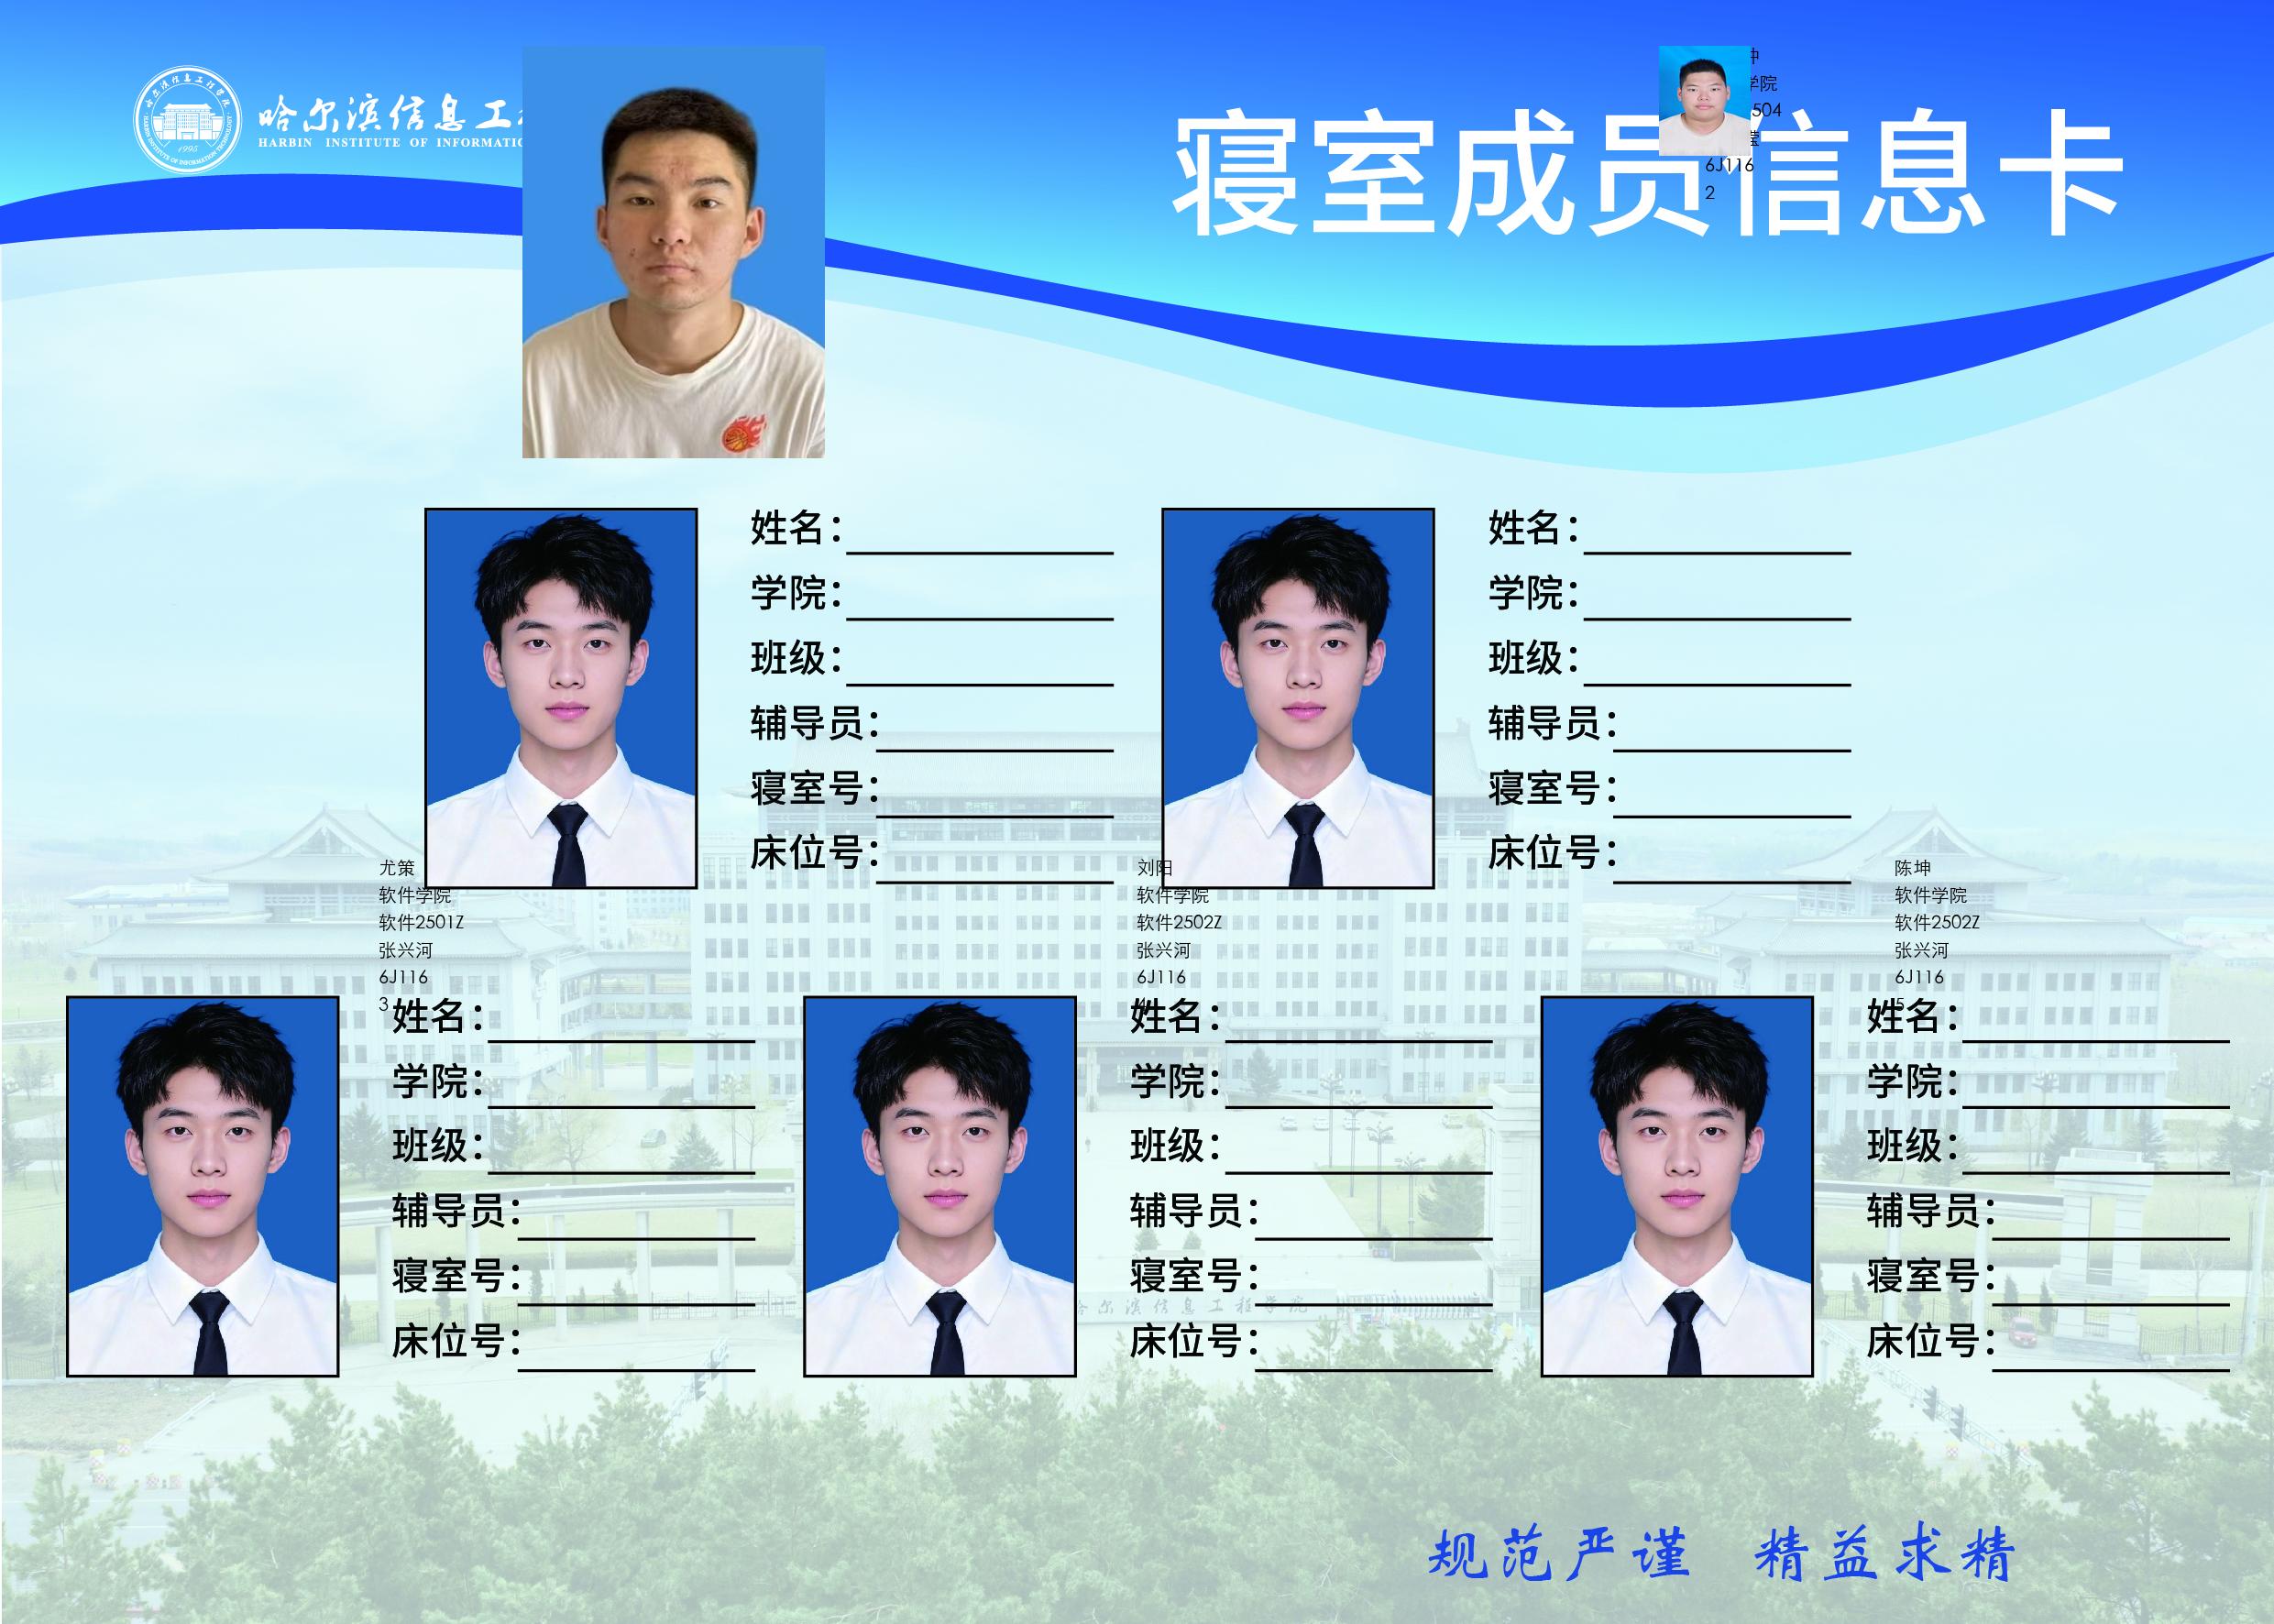 哈尔滨信息工
HARBIN INSTITUTE OF INFORMATIO
1995
寝室成员信息卡
学院
504
6J116
2
姓名：
学院：
班级：
辅导员：
寝室号：
床位号：
姓名：
学院：
班级：
辅导员：
寝室号：
床位号：
尤策
软件学院
软件2501Z
张兴河
6J116
3
刘阳
软件学院
软件2502Z
张兴河
6J116
4
陈坤
软件学院
软件2502Z
张兴河
6J116
5
姓名：
学院：
班级：
辅导员：
寝室号：
床位号：
姓名：
学院：
班级：
辅导员：
寝室号：
床位号：
姓名：
学院：
班级：
辅导员：
寝室号：
床位号：
哈尔滨信息工程学院
规范严谨 精益求精